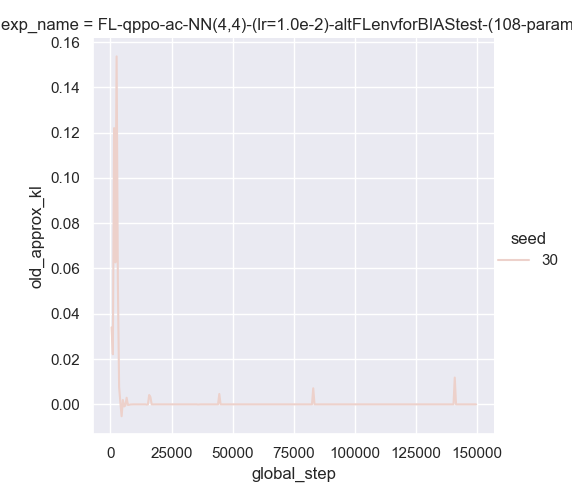 exp_name = FL-qppo-ac-NN(4,4)-(lr=1.0e-2)-altFLenvforBIAStest-(108-param
0.16
0.14
0.12
0.10
0.08
0.06
0.04
0.02
0.00
old_approx_kl
0 25000 50000 75000 100000 125000 150000
global_step
seed
30